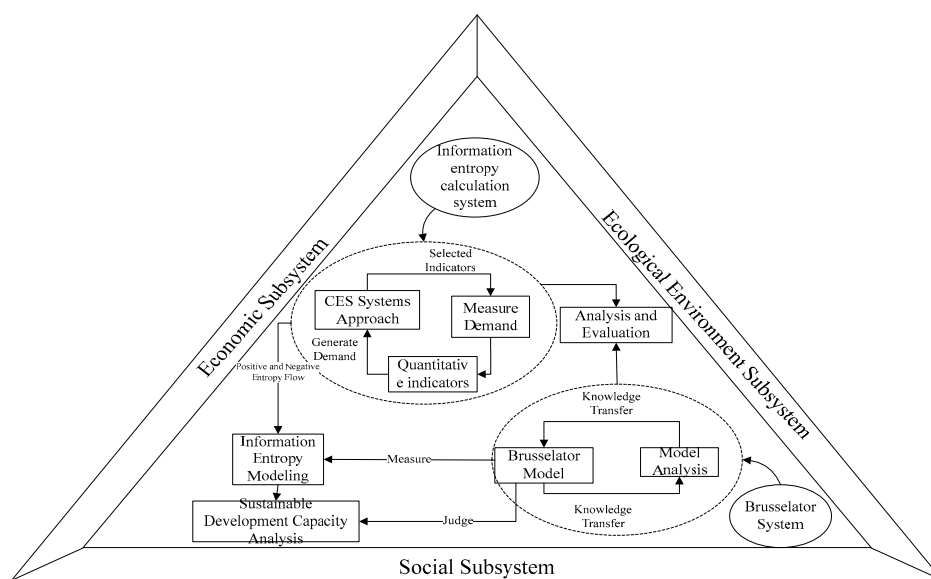 Information
entropy
calculation
system
Economic Subsystem
Ecological Environment Subsystem
Selected
Indicators
CES Systems
Approach
Measure
Demand
Analysis and
Evaluation
Generate
Demand
Quantitativ
e indicators
Positive and Negative
Entropy Flow
Knowledge
Transfer
Information
Entropy
Modeling
Measure
Brusselator
Model
Model
Analysis
Sustainable
Development Capacity
Analysis
Judge
Knowledge
Transfer
Brusselator
System
Social Subsystem